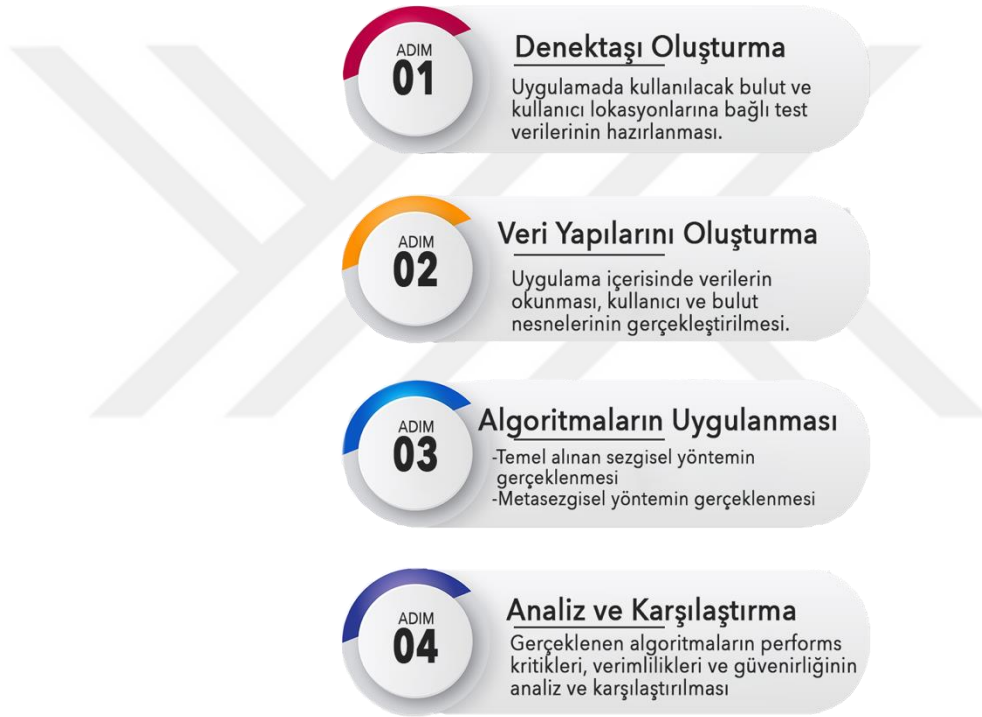 ADIM
01
Denektaşı Oluşturma
Uygulamada kullanılacak bulut ve
kullanıcı lokasyonlarına bağlı test
verilerinin hazırlanması.
ADIM
02
Veri Yapılarını Oluşturma
Uygulama içerisinde verilerin
okunması, kullanıcı ve bulut
nesnelerinin gerçekleştirilmesi.
ADIM
03
Algoritmaların Uygulanması
-Temel alınan sezgisel yöntemin
gerçeklenmesi
-Metasezgisel yöntemin gerçeklenmesi
ADIM
04
Analiz ve Karşılaştırma
Gerçeklenen algoritmaların performs
kritikleri, verimlilikleri ve güvenirliğinin
analiz ve karşılaştırılması